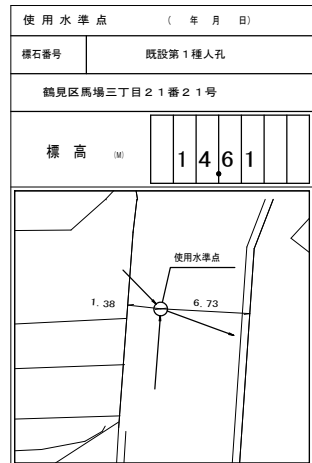 使用水準点 （ 年 月 日）
標石番号 既設第１種人孔
鶴見区馬場三丁目２１番２１号
標高 (M) 14.61
使用水準点
1.38 6.73